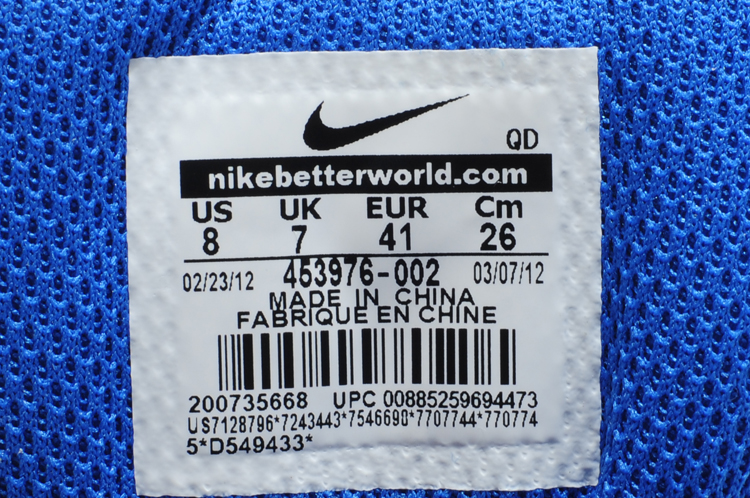 QD
nikebetterworld.com
US UK EUR Cm
8 7 41 26
02/23/12 453976-002 03/07/12
MADE IN CHINA
FABRIQUE EN CHINE
200735668 UPC 00885259694473
US7128796*7243443*7546698*7707744*770774
5*D549433*